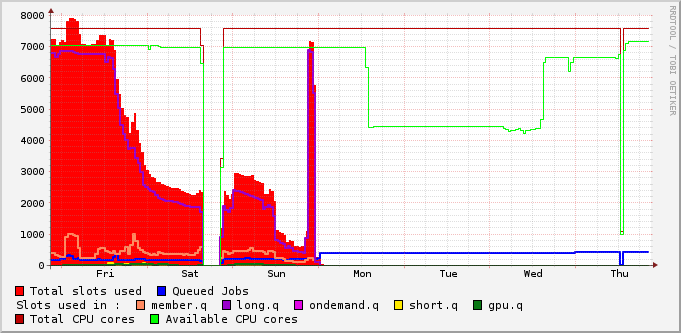 8000
7000
6000
5000
4000
3000
2000
1000
0
Fri Sat Sun Mon Tue Wed Thu
Total slots used Queued Jobs
Slots used in : member.q long.q ondemand.q short.q gpu.q
Total CPU cores Available CPU cores
RRDTOOL / TOBI OETIKER